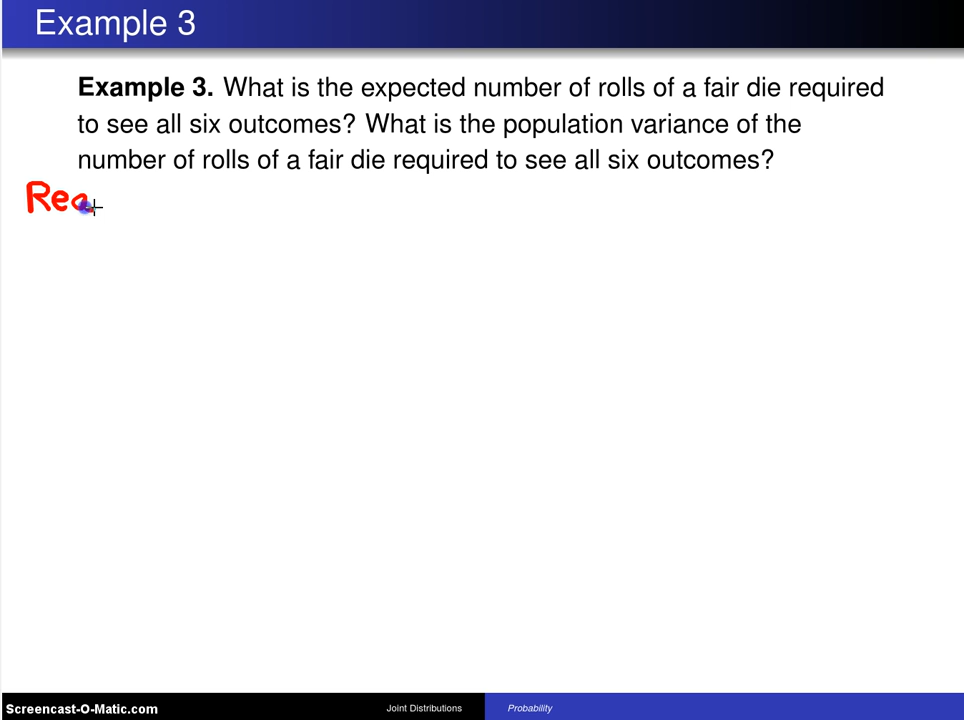 Example 3
Example 3. What is the expected number of rolls of a fair die required
to see all six outcomes? What is the population variance of the
number of rolls of a fair die required to see all six outcomes?
Rec
Screencast-O-Matic.com
Joint Distributions
Probability